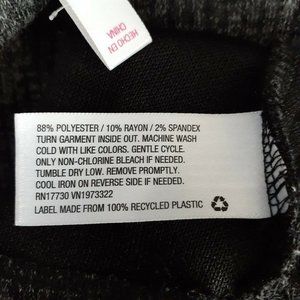 HECHO EN
CHINA
88% POLYESTER / 10% RAYON / 2% SPANDEX
TURN GARMENT INSIDE OUT. MACHINE WASH
COLD WITH LIKE COLORS. GENTLE CYCLE.
ONLY NON-CHLORINE BLEACH IF NEEDED.
TUMBLE DRY LOW. REMOVE PROMPTLY.
COOL IRON ON REVERSE SIDE IF NEEDED.
RN17730 VN1973322
LABEL MADE FROM 100% RECYCLED PLASTIC